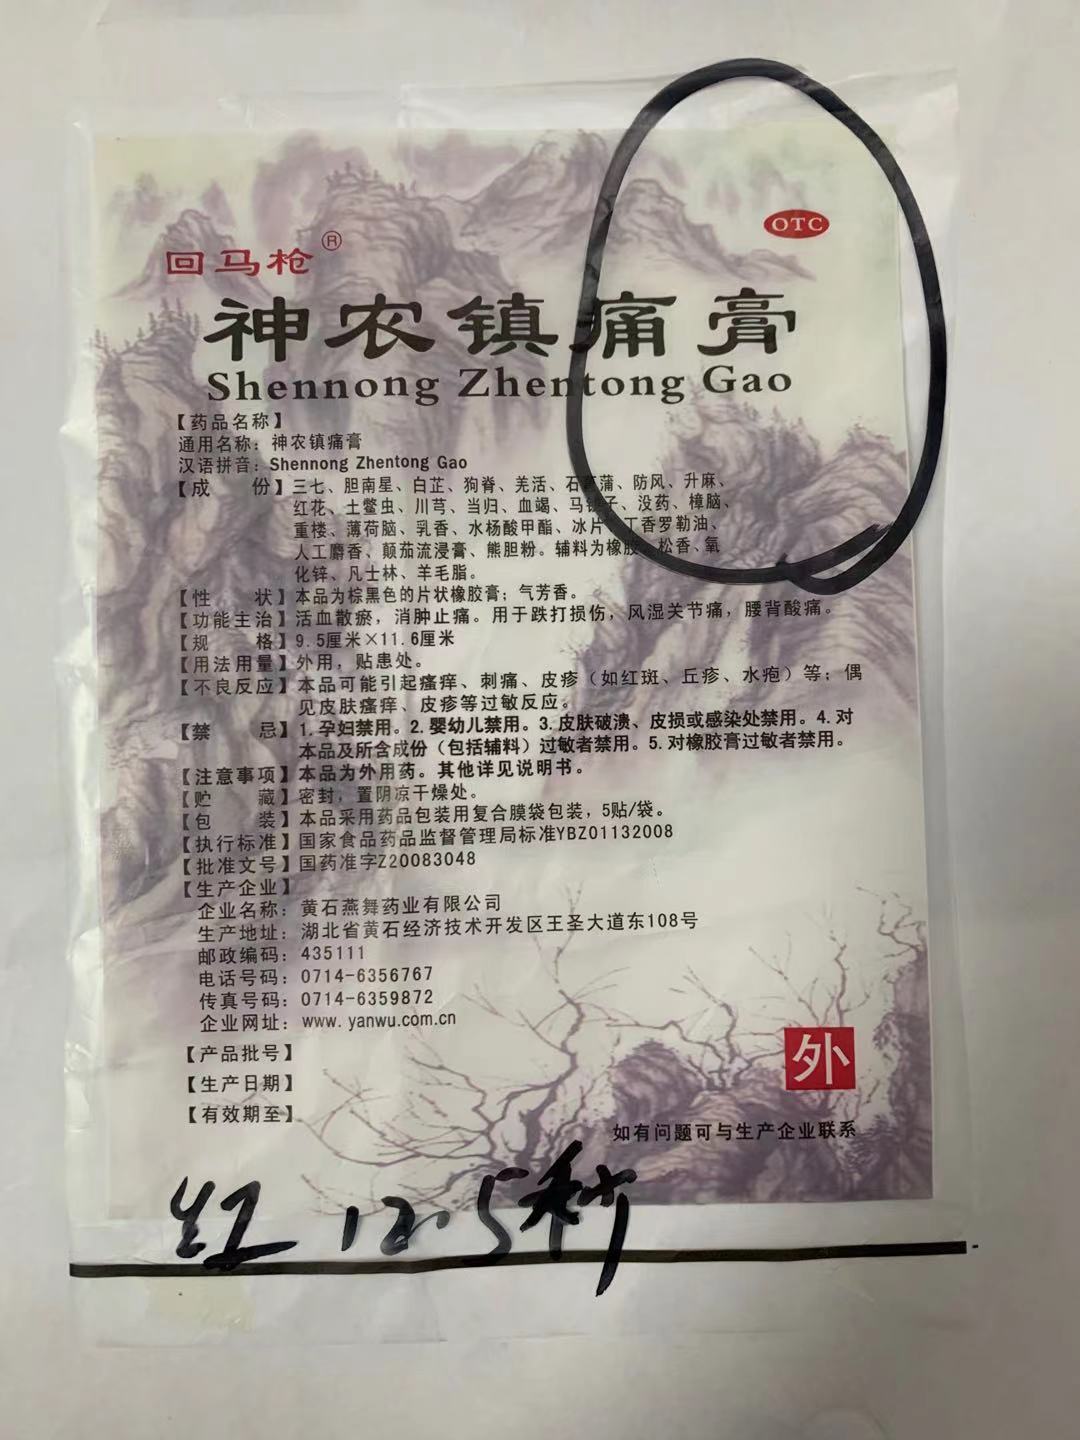 OTC
回马枪®
神农镇痛膏
Shennong Zhentong Gao
【药品名称】
通用名称：神农镇痛膏
汉语拼音：Shennong Zhentong Gao
【成 份】三七、胆南星、白芷、狗脊、羌活、石菖蒲、防风、升麻、
红花、土鳖虫、川芎、当归、血竭、马钱子、没药、樟脑、
重楼、薄荷脑、乳香、水杨酸甲酯、冰片、丁香罗勒油、
人工麝香、颠茄流浸膏、熊胆粉。辅料为橡胶、松香、氧
化锌、凡士林、羊毛脂。
【性 状】本品为棕黑色的片状橡胶膏；气芳香。
【功能主治】活血散瘀，消肿止痛。用于跌打损伤，风湿关节痛，腰背酸痛。
【规 格】9.5厘米×11.6厘米
【用法用量】外用，贴患处。
【不良反应】本品可能引起瘙痒、刺痛、皮疹（如红斑、丘疹、水疱）等；偶
见皮肤瘙痒、皮疹等过敏反应。
【禁 忌】1.孕妇禁用。2.婴幼儿禁用。3.皮肤破溃、皮损或感染处禁用。4.对
本品及所含成份（包括辅料）过敏者禁用。5.对橡胶膏过敏者禁用。
【注意事项】本品为外用药。其他详见说明书。
【贮 藏】密封，置阴凉干燥处。
【包 装】本品采用药品包装用复合膜袋包装，5贴/袋。
【执行标准】国家食品药品监督管理局标准YBZ01132008
【批准文号】国药准字Z20083048
【生产企业】
企业名称：黄石燕舞药业有限公司
生产地址：湖北省黄石经济技术开发区王圣大道东108号
邮政编码：435111
电话号码：0714-6356767
传真号码：0714-6359872
企业网址：www.yanwu.com.cn
【产品批号】
【生产日期】
【有效期至】
外
如有问题可与生产企业联系
红 12.5秒